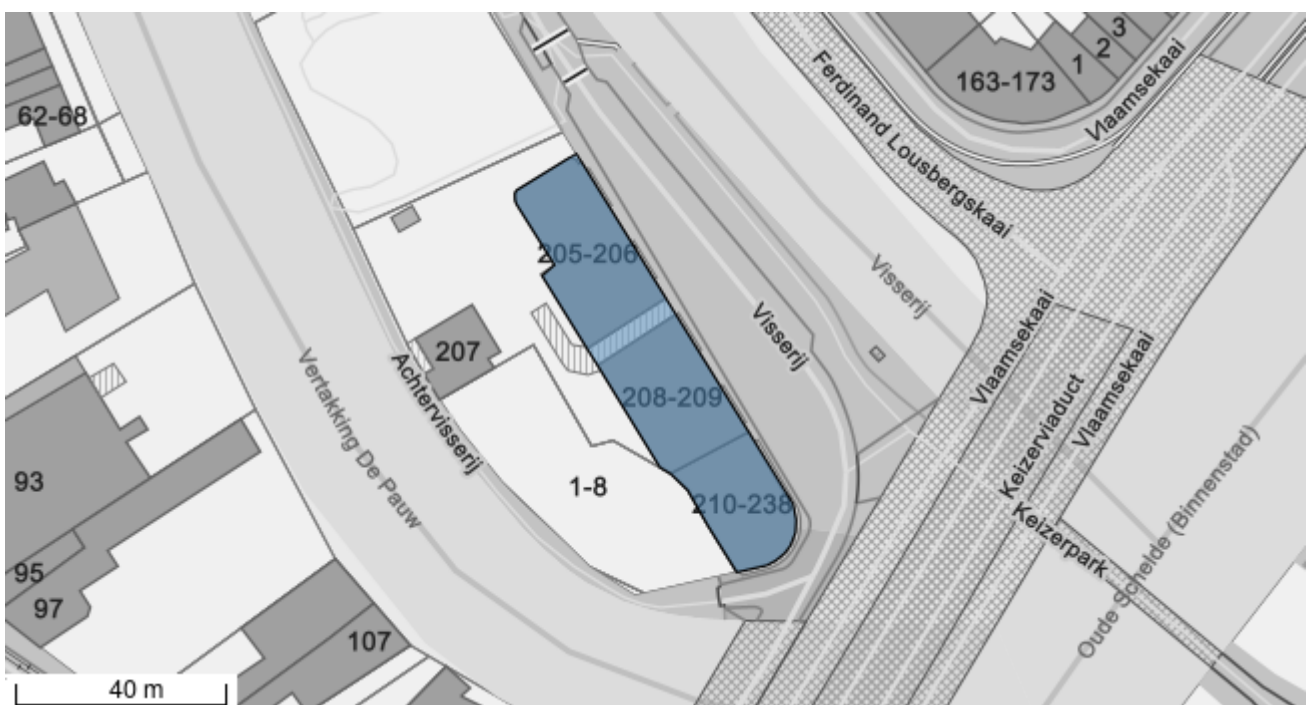 3
2
1
163-173
Vlaamsekaai
62-68
Ferdinand Lousbergskaai
205-206
Visserij
Visserij
207
Achtervisserij
Vertakking De Pauw
208-209
Vlaamsekaai
Keizerviaduct
Vlaamsekaai
93
1-8
210-238
Keizerpark
Oude Schelde (Binnenstad)
95
97
107
40 m